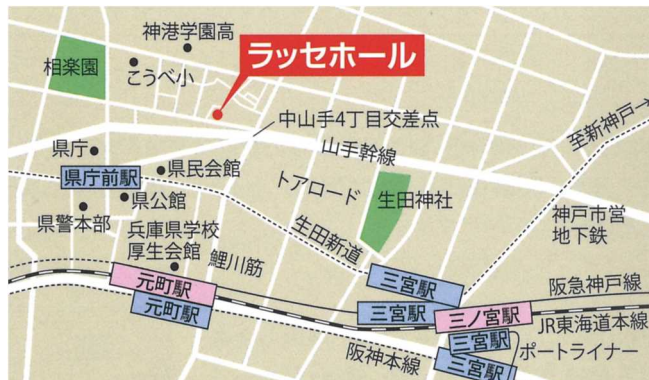 神港学園高
ラッセホール
相楽園
こうべ小
中山手4丁目交差点
至新神戸→
県庁
県民会館
山手幹線
県庁前駅
トアロード
生田神社
県公館
県警本部
兵庫県学校
厚生会館
鯉川筋
生田新道
神戸市営
地下鉄
元町駅
三宮駅
阪急神戸線
元町駅
三宮駅
三ノ宮駅
JR東海道本線
三宮駅
ポートライナー
阪神本線
三宮駅